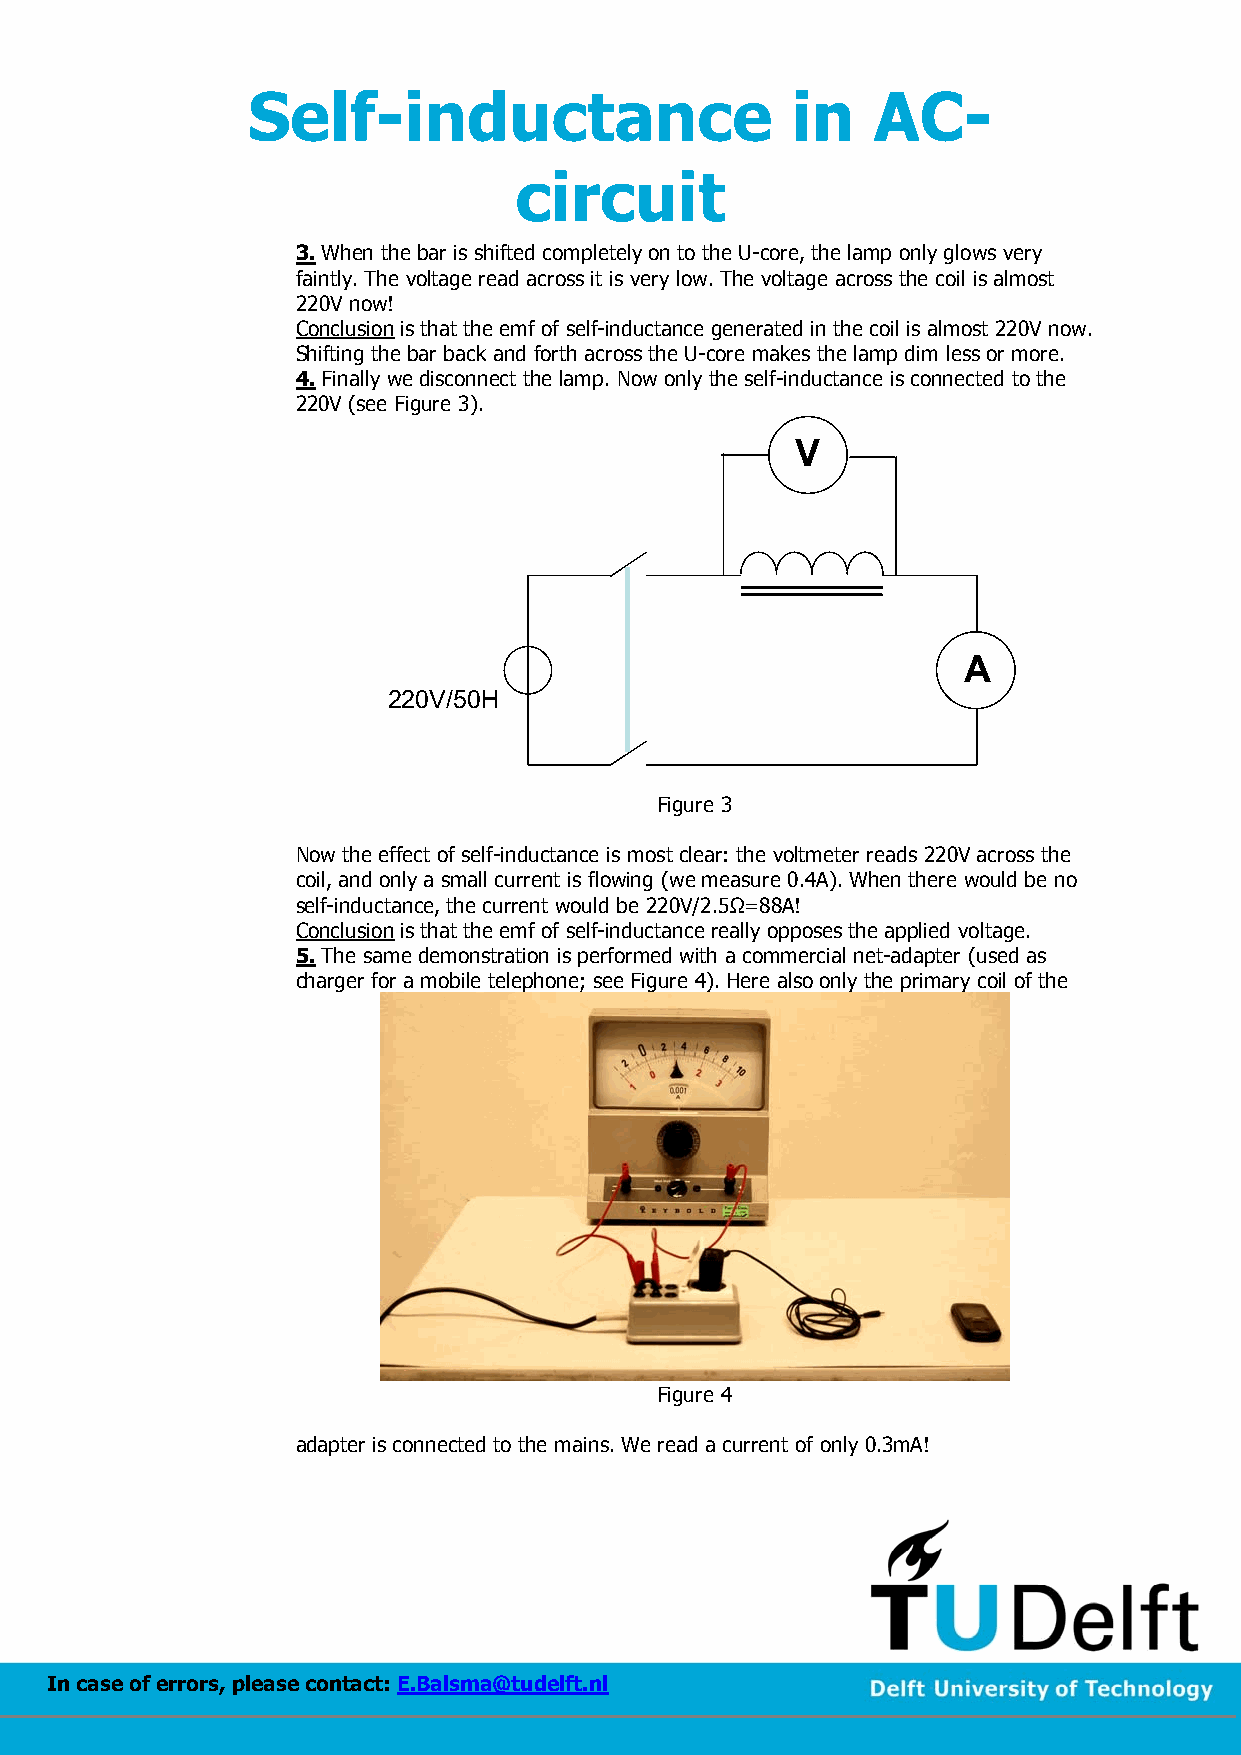 Self-inductance in AC-
circuit
3. When the bar is shifted completely on to the U-core, the lamp only glows very
faintly. The voltage read across it is very low. The voltage across the coil is almost
220V now!
Conclusion is that the emf of self-inductance generated in the coil is almost 220V now.
Shifting the bar back and forth across the U-core makes the lamp dim less or more.
4. Finally we disconnect the lamp. Now only the self-inductance is connected to the
220V (see Figure 3).
V
A
220V/50H
Figure 3
Now the effect of self-inductance is most clear: the voltmeter reads 220V across the
coil, and only a small current is flowing (we measure 0.4A). When there would be no
self-inductance, the current would be 220V/2.5Ω=88A!
Conclusion is that the emf of self-inductance really opposes the applied voltage.
5. The same demonstration is performed with a commercial net-adapter (used as
charger for a mobile telephone; see Figure 4). Here also only the primary coil of the
2 0 2 4 6 8 10
1 0 2 3
0.001
A
LEYBOLD
Figure 4
adapter is connected to the mains. We read a current of only 0.3mA!
TUDelft
In case of errors, please contact: E.Balsma@tudelft.nl
Delft University of Technology